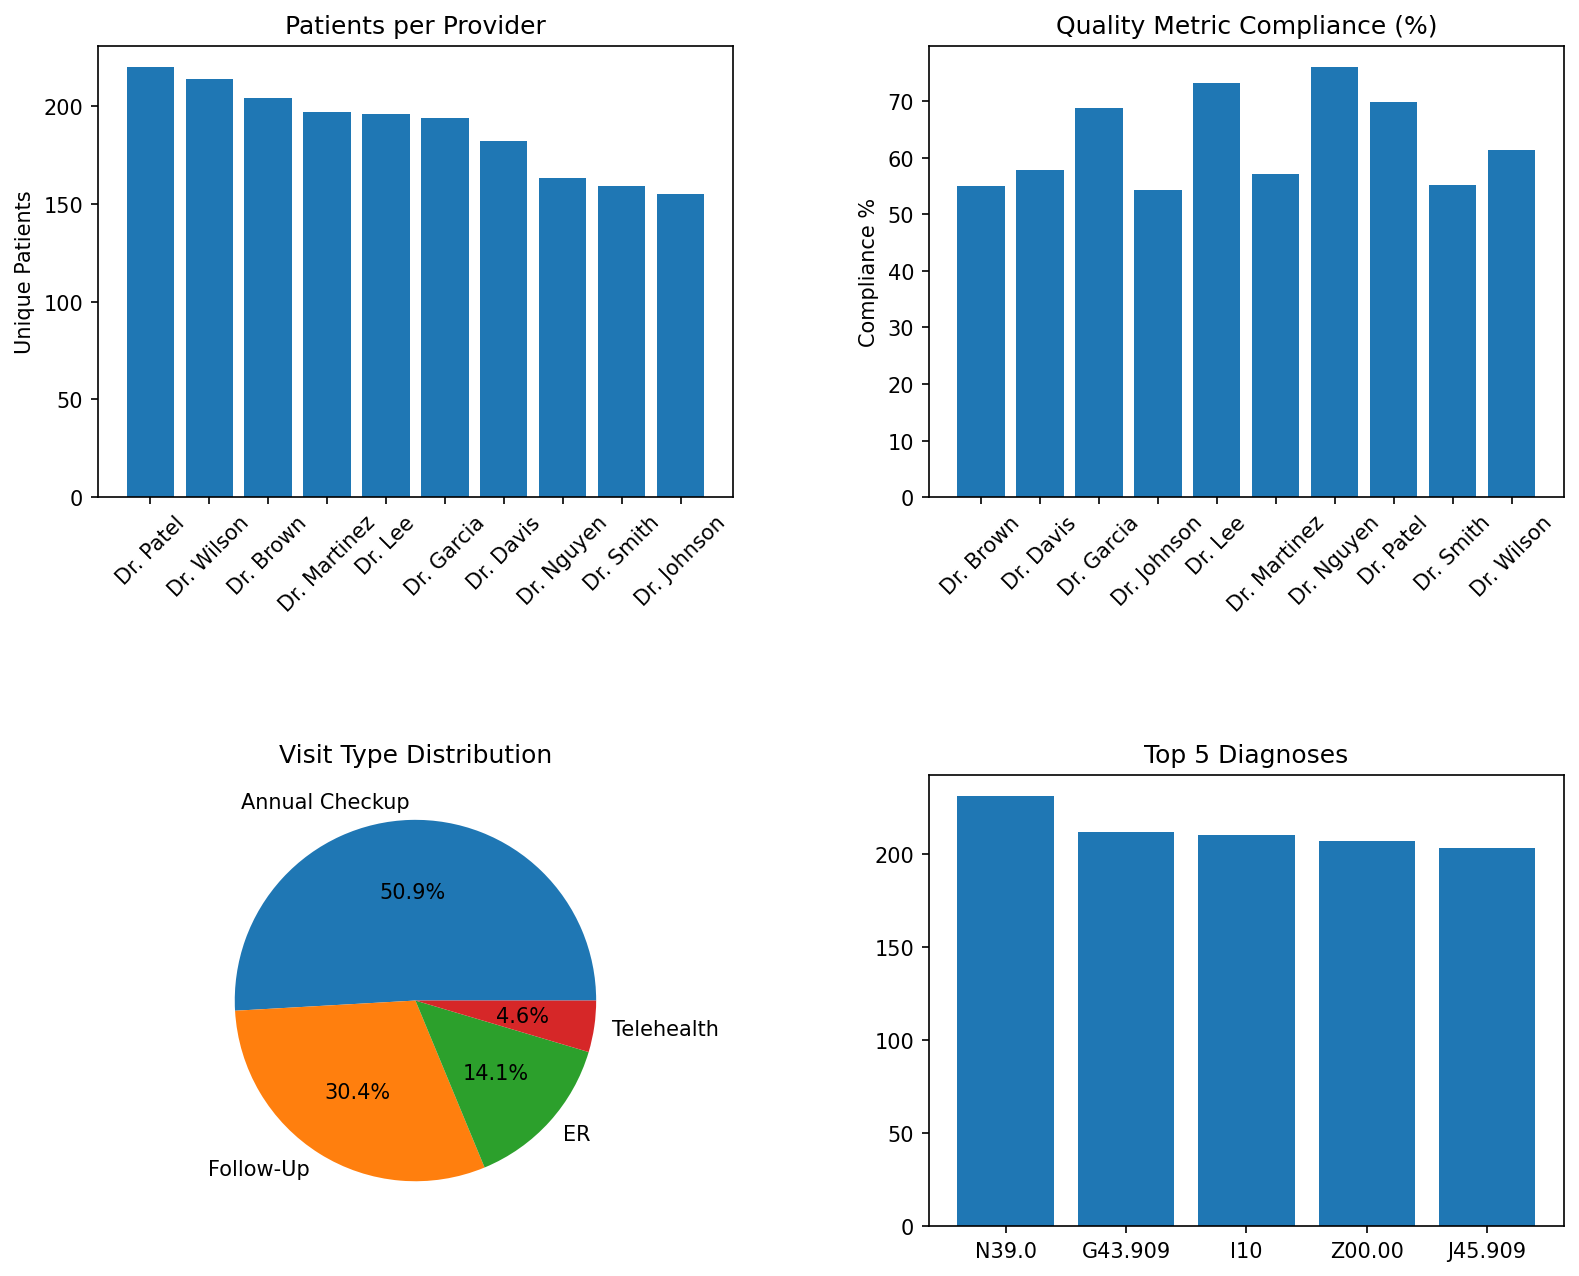 Patients per Provider
Unique Patients
200
150
100
50
0
Dr. Patel
Dr. Wilson
Dr. Brown
Dr. Martinez
Dr. Lee
Dr. Garcia
Dr. Davis
Dr. Nguyen
Dr. Smith
Dr. Johnson
Quality Metric Compliance (%)
Compliance %
70
60
50
40
30
20
10
0
Dr. Brown
Dr. Davis
Dr. Garcia
Dr. Johnson
Dr. Lee
Dr. Martinez
Dr. Nguyen
Dr. Patel
Dr. Smith
Dr. Wilson
Visit Type Distribution
Annual Checkup
50.9%
4.6%
Telehealth
14.1%
30.4%
ER
Follow-Up
Top 5 Diagnoses
200
150
100
50
0
N39.0
G43.909
I10
Z00.00
J45.909